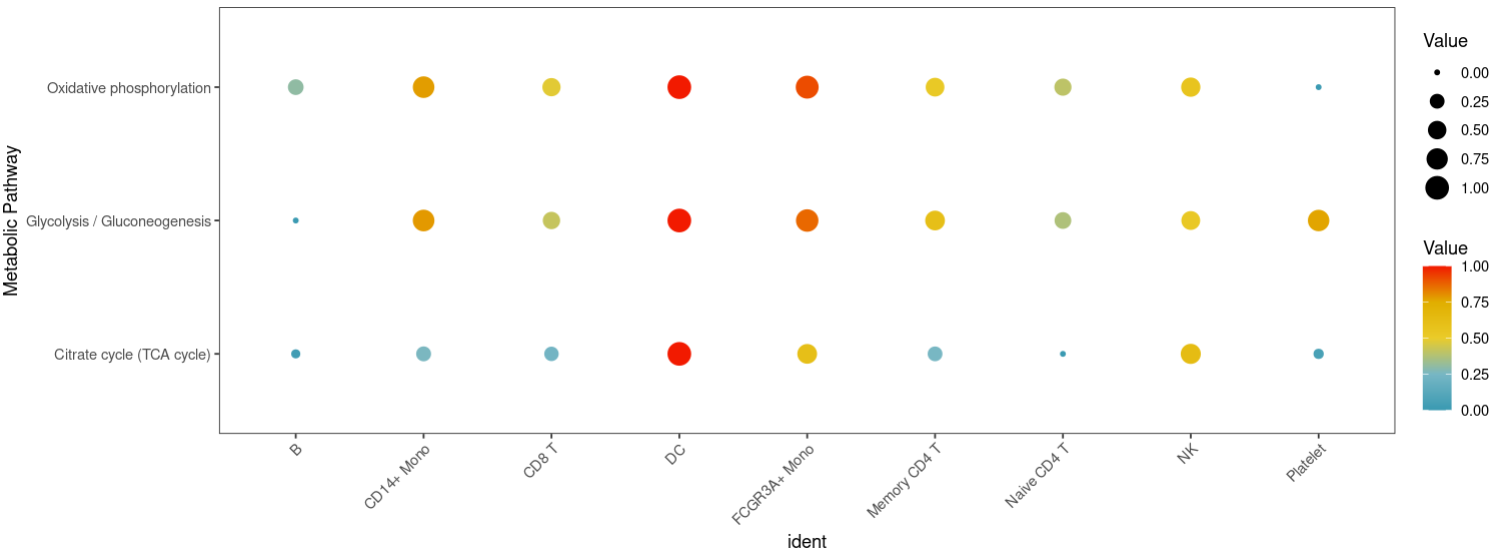 Metabolic Pathway
Oxidative phosphorylation
Glycolysis / Gluconeogenesis
Citrate cycle (TCA cycle)
B
CD14+ Mono
CD8 T
DC
FCGR3A+ Mono
Memory CD4 T
Naive CD4 T
NK
Platelet
ident
Value
0.00
0.25
0.50
0.75
1.00
Value
1.00
0.75
0.50
0.25
0.00